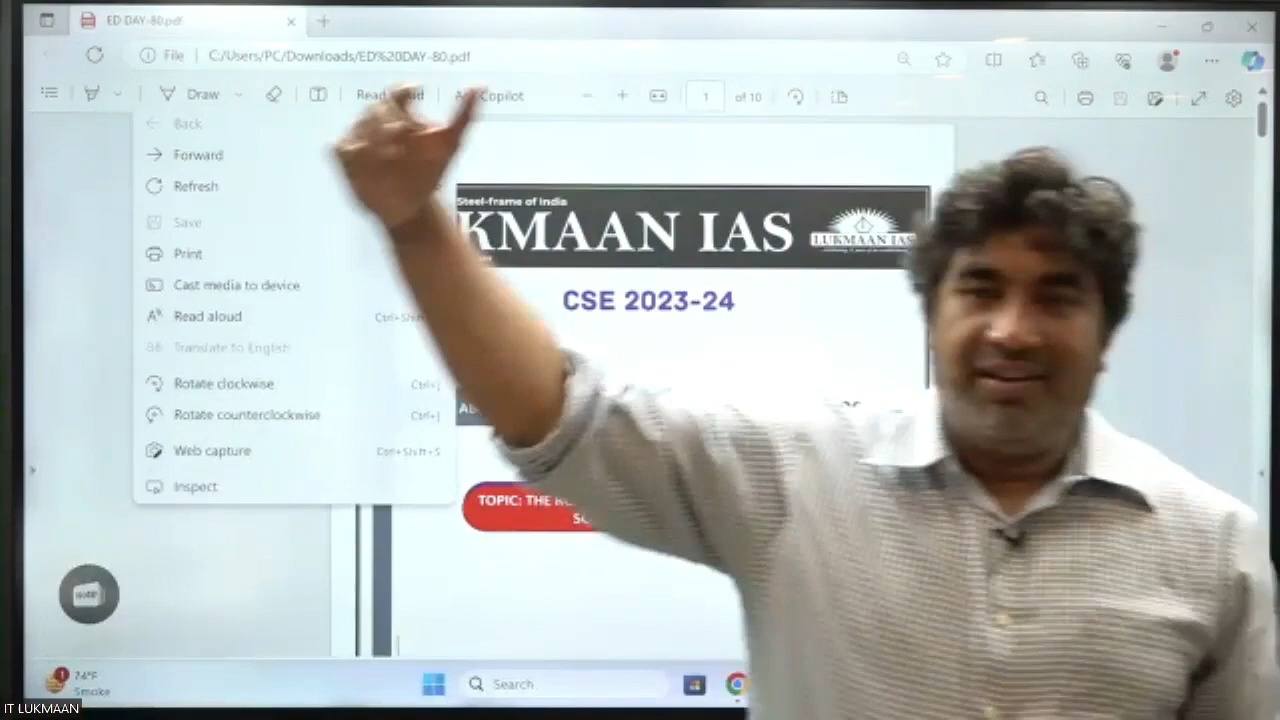 ED DAY-80.pdf
File | C:/Users/PC/Downloads/ED%20DAY-80.pdf
Draw
Read aloud
Copilot
1 of 10
Back
Forward
Refresh
Save
Print
Cast media to device
Read aloud
Translate to English
Rotate clockwise Ctrl+]
Rotate counterclockwise
Web capture Ctrl+Shift+S
Inspect
Steel-frame of India
KMAAN IAS
LUKMAAN IAS
CSE 2023-24
TOPIC: THE
74°F
Smoke
1
Search
IT LUKMAAN